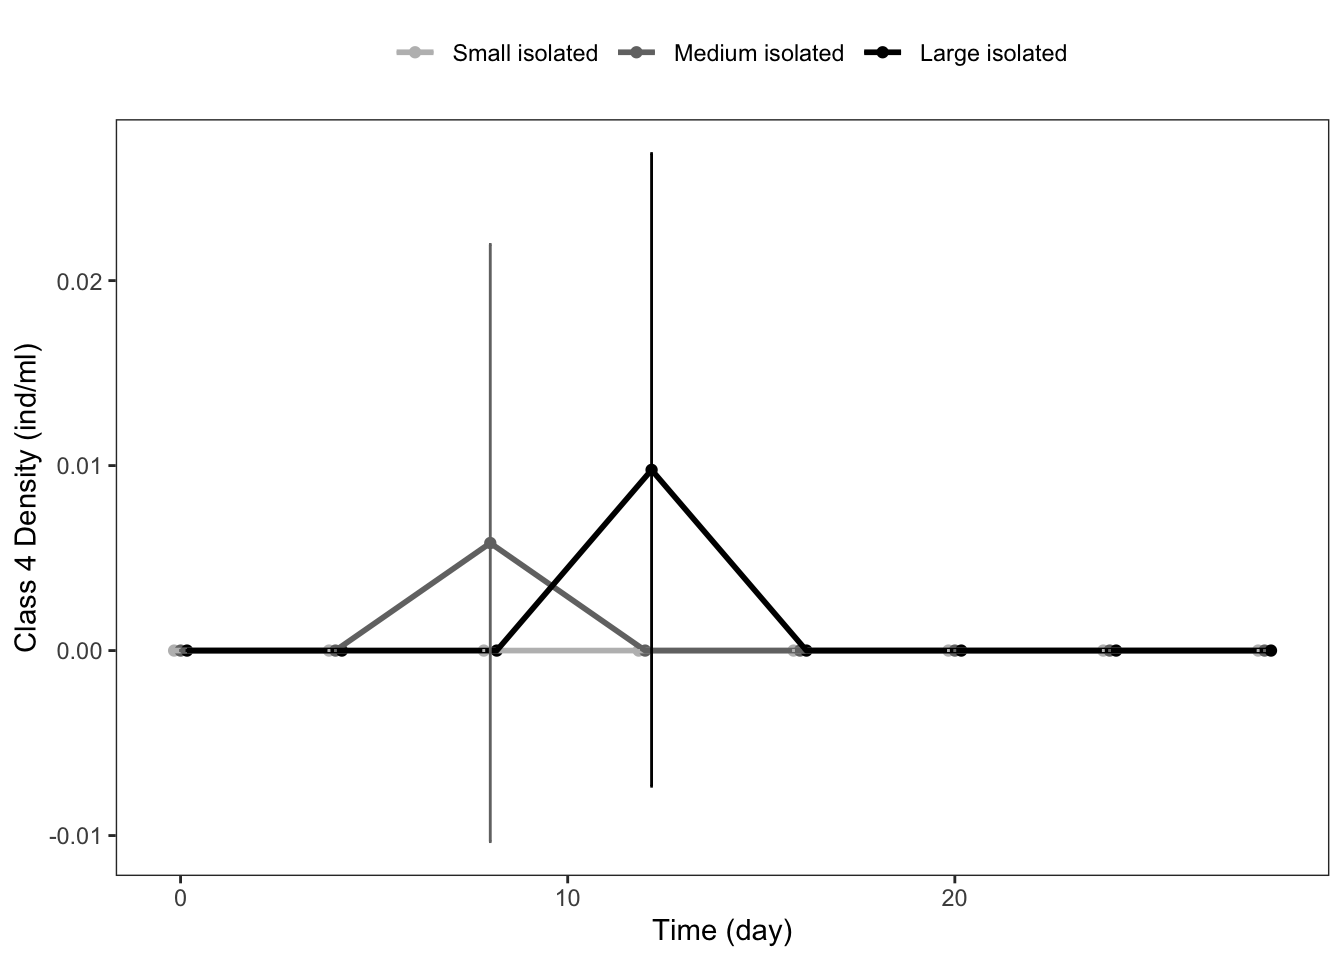 Small isolated Medium isolated Large isolated
Class 4 Density (ind/ml)
0.02
0.01
0.00
-0.01
0 10 20
Time (day)